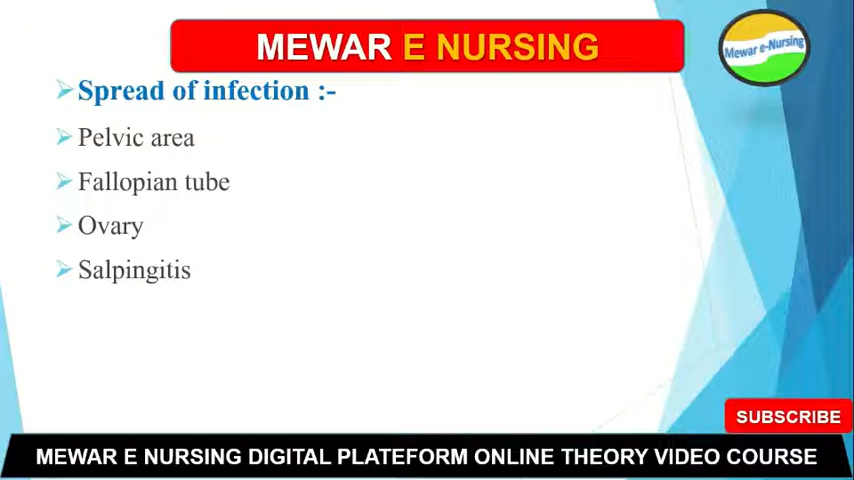 MEWAR E NURSING
Mewar e-Nursing
Spread of infection :-
Pelvic area
Fallopian tube
Ovary
Salpingitis
SUBSCRIBE
MEWAR E NURSING DIGITAL PLATEFORM ONLINE THEORY VIDEO COURSE